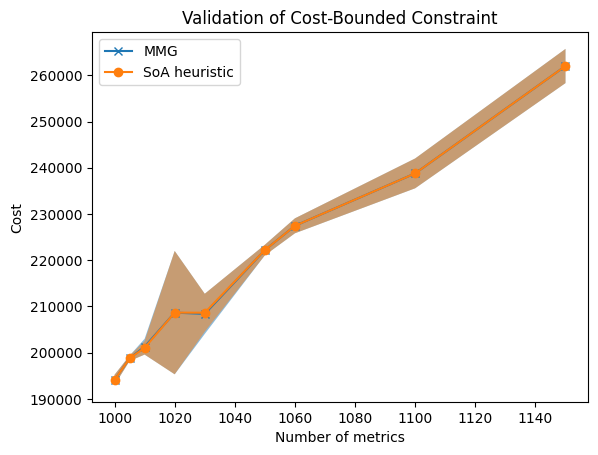 Validation of Cost-Bounded Constraint
MMG
SoA heuristic
260000
250000
240000
230000
220000
210000
200000
190000
Cost
1000 1020 1040 1060 1080 1100 1120 1140
Number of metrics